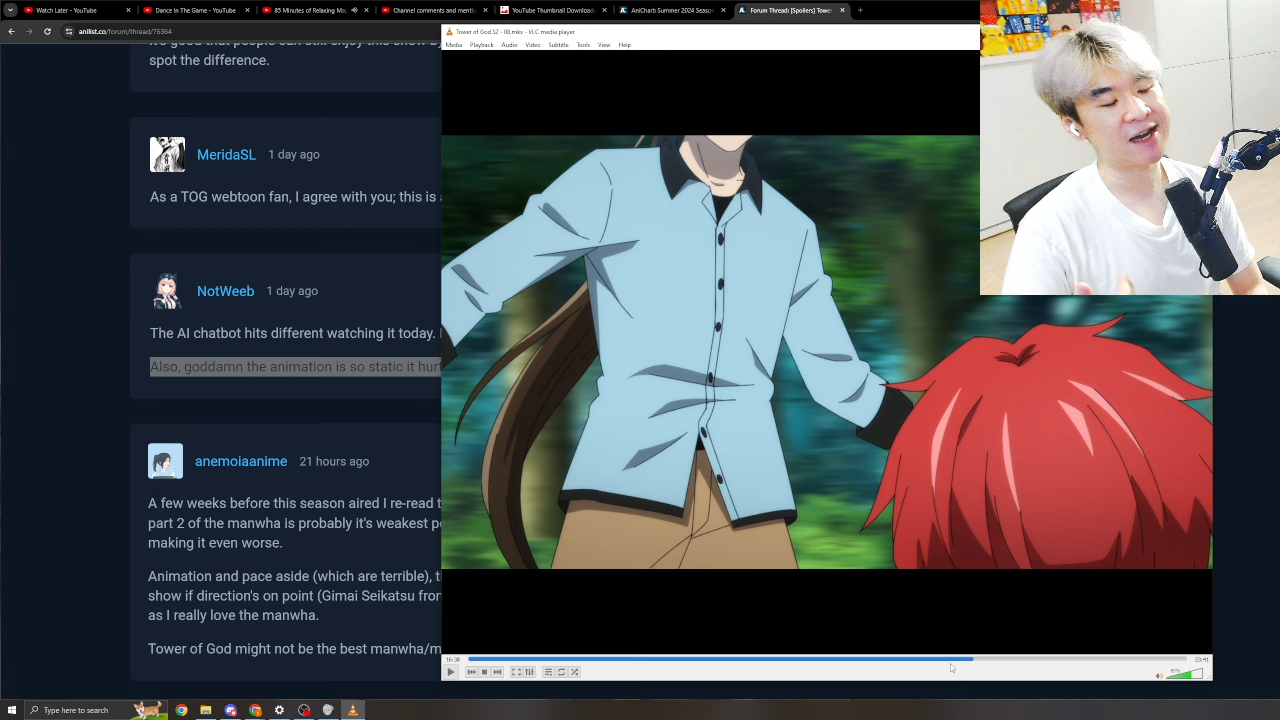 Watch Later - YouTube
Dance In The Game - YouTube
85 Minutes of Relaxing Ma
Channel comments and menti
YouTube Thumbnail Download
AniChart: Summer 2024 Season
Forum Thread: [Spoilers] Tower
anilist.co/forum/thread/76364
Tower of God S2 - 08.mkv - VLC media player
Media Playback Audio Video Subtitle Tools View Help
spot the difference.
MeridaSL 1 day ago
As a TOG webtoon fan, I agree with you; this is
NotWeeb 1 day ago
The AI chatbot hits different watching it today.
Also, goddamn the animation is so static it hur
anemoiaanime 21 hours ago
A few weeks before this season aired I re-read
part 2 of the manwha is probably it's weakest p
making it even worse.
Animation and pace aside (which are terrible), t
show if direction's on point (Gimai Seikatsu fro
as I really love the manwha.
Tower of God might not be the best manwha/m
16:38
23:41
Type here to search